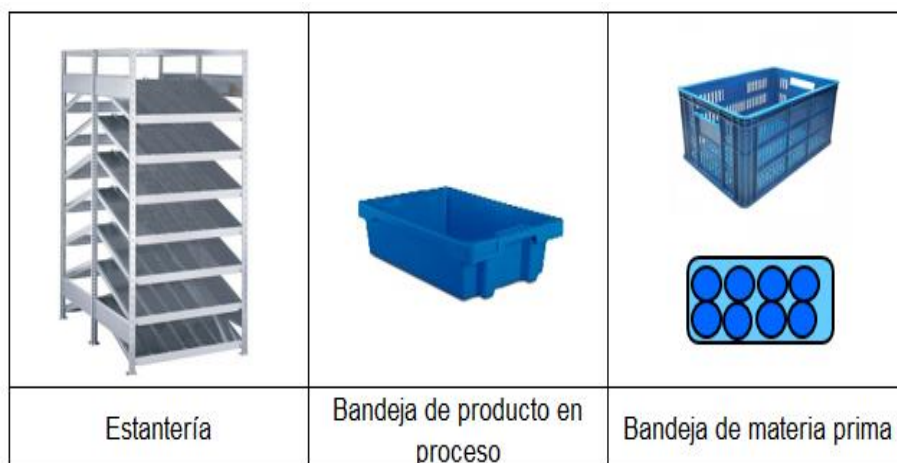 Estantería
Bandeja de producto en
proceso
Bandeja de materia prima